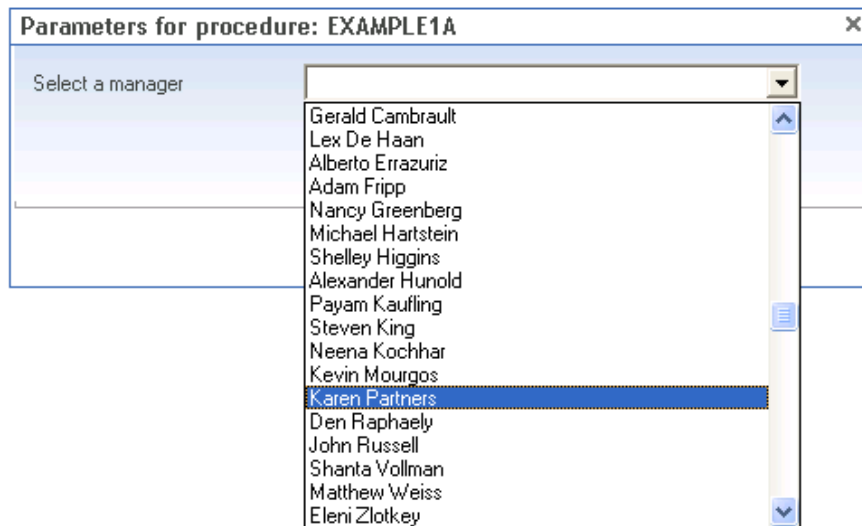 Parameters for procedure: EXAMPLE1A
Select a manager
Gerald Cambrault
Lex De Haan
Alberto Errazuriz
Adam Fripp
Nancy Greenberg
Michael Hartstein
Shelley Higgins
Alexander Hunold
Payam Kaufling
Steven King
Neena Kochhar
Kevin Mourgos
Karen Partners
Den Raphaely
John Russell
Shanta Vollman
Matthew Weiss
Eleni Zlotkey